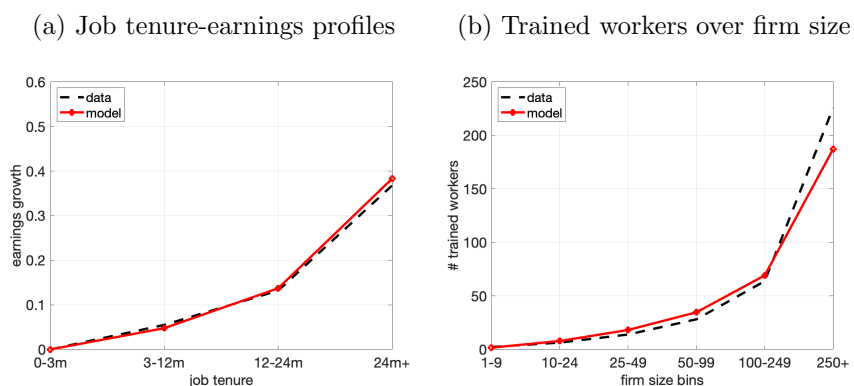 (a) Job tenure-earnings profiles
(b) Trained workers over firm size
0.6
0.5
0.4
0.3
0.2
0.1
0
earnings growth
data
model
0-3m 3-12m 12-24m 24m+
job tenure
250
200
150
100
50
0
# trained workers
data
model
1-9 10-24 25-49 50-99 100-249 250+
firm size bins